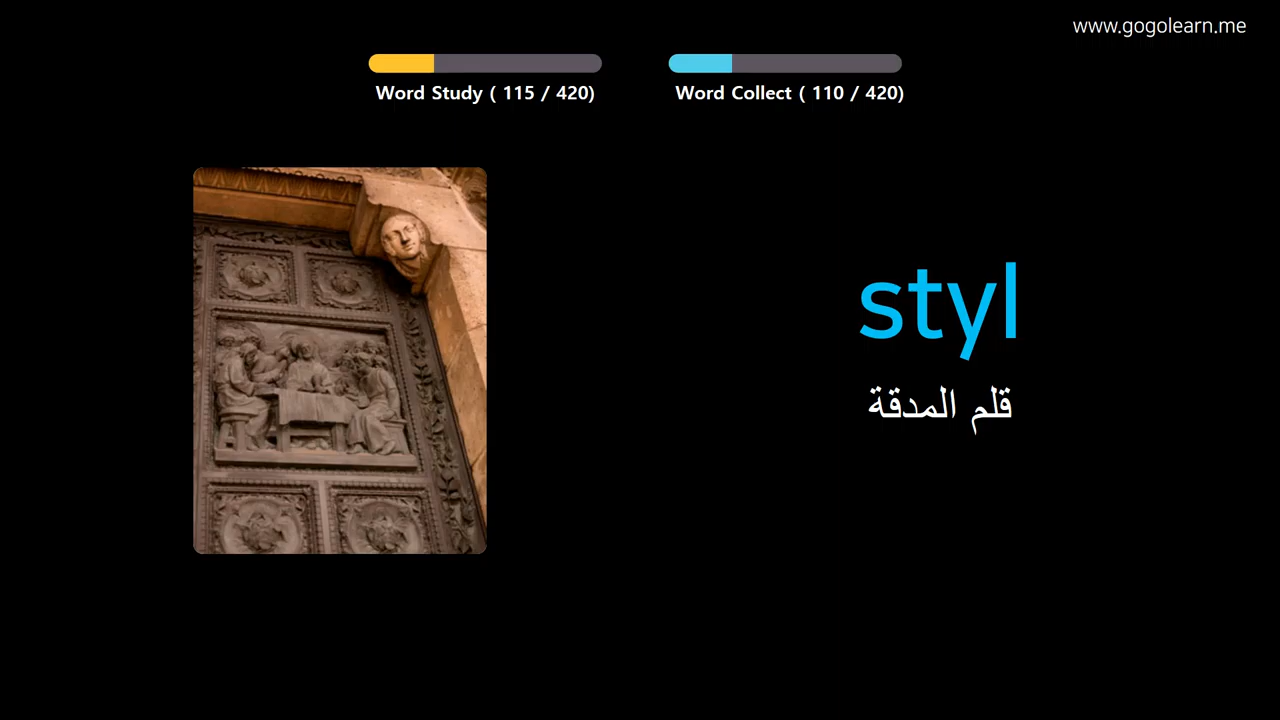 www.gogolearn.me
Word Study ( 115 / 420)
Word Collect ( 110 / 420)
styl
قلم المدقة